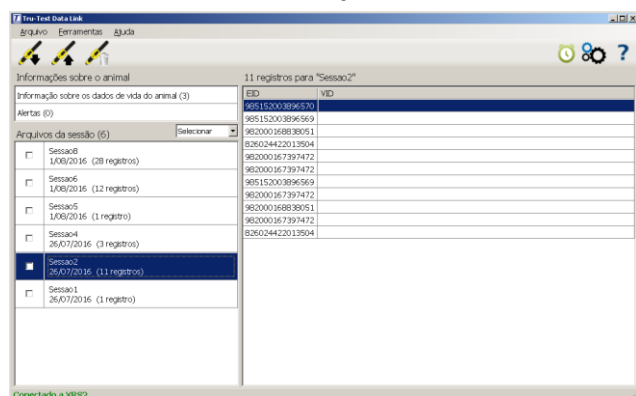 Tru-Test Data Link
Arquivo Ferramentas Ajuda
?
Informações sobre o animal
Informação sobre os dados de vida do animal (3)
Alertas (0)
Arquivos da sessão (6) Selecionar
Sessao8
1/08/2016 (28 registros)
Sessao6
1/08/2016 (12 registros)
Sessao5
1/08/2016 (1 registro)
Sessao4
26/07/2016 (3 registros)
Sessao2
26/07/2016 (11 registros)
Sessao1
26/07/2016 (1 registro)
11 registros para "Sessao2"
EID VID
985152003896570
985152003896569
982000168838051
826024422013504
982000167397472
982000167397472
985152003896569
982000167397472
982000168838051
982000167397472
826024422013504
Conectado a XRS2